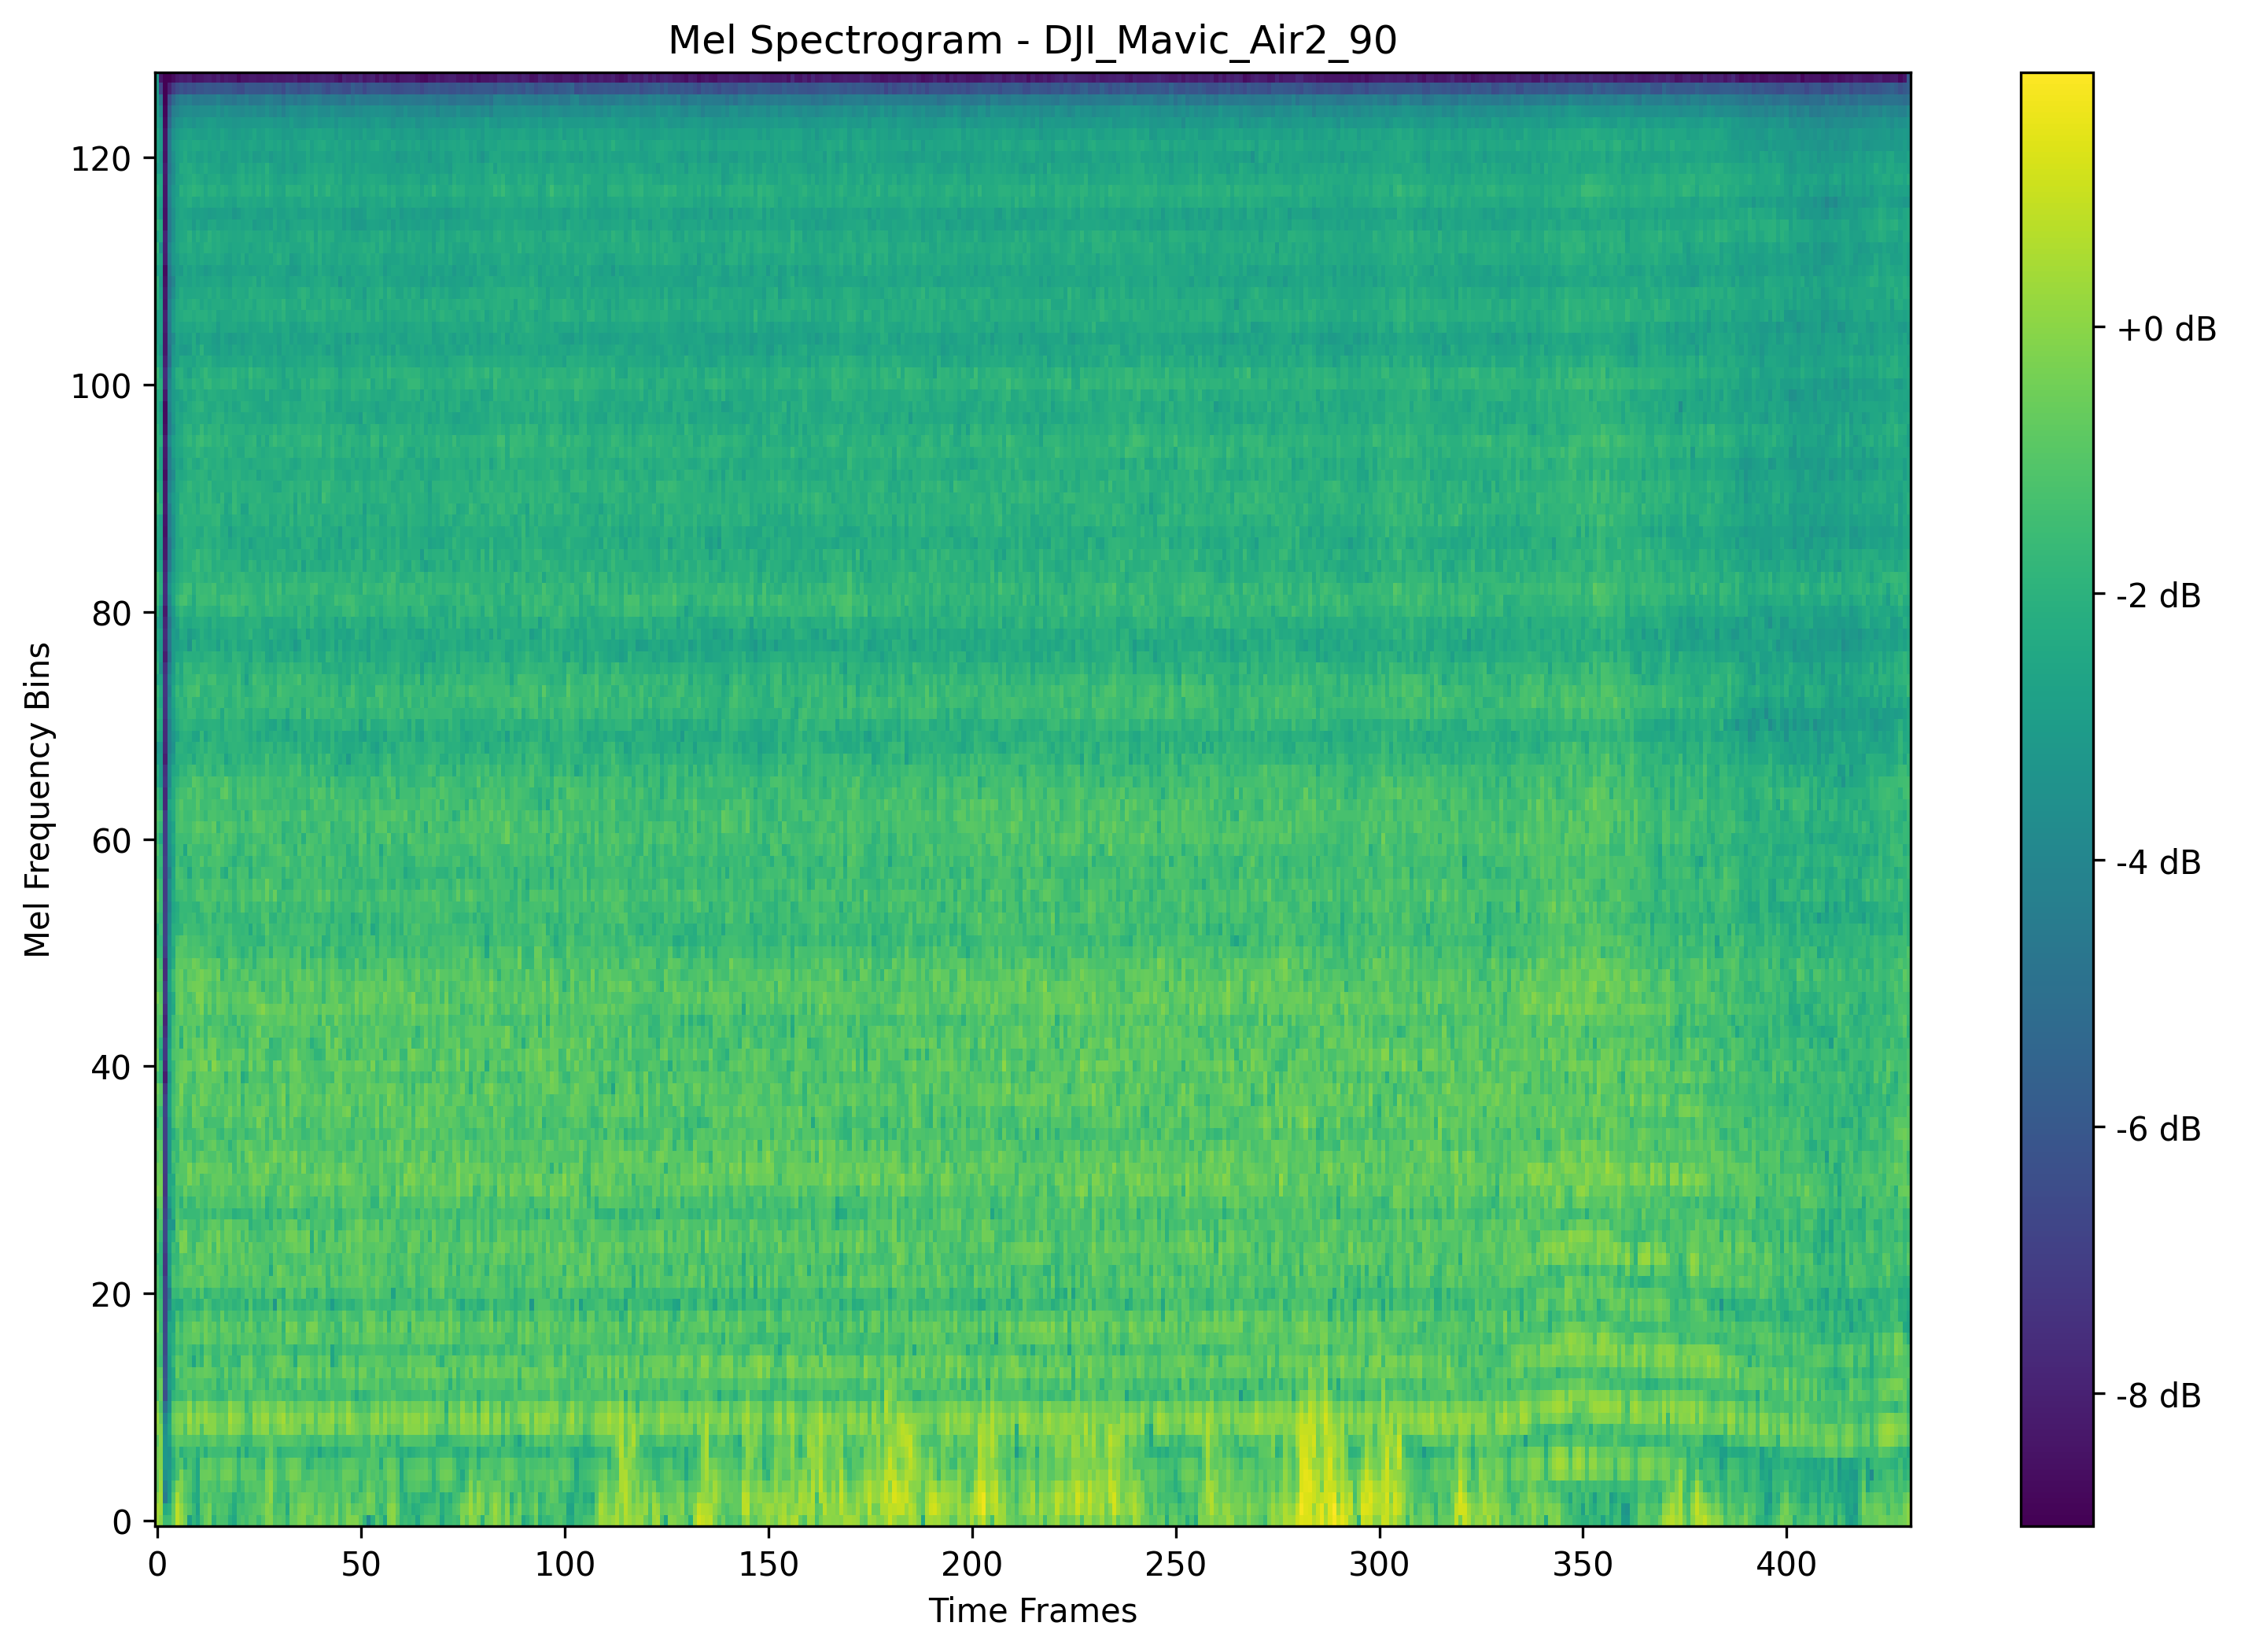 Mel Spectrogram - DJI_Mavic_Air2_90
Mel Frequency Bins
120
100
80
60
40
20
0
0 50 100 150 200 250 300 350 400
Time Frames
+0 dB
-2 dB
-4 dB
-6 dB
-8 dB